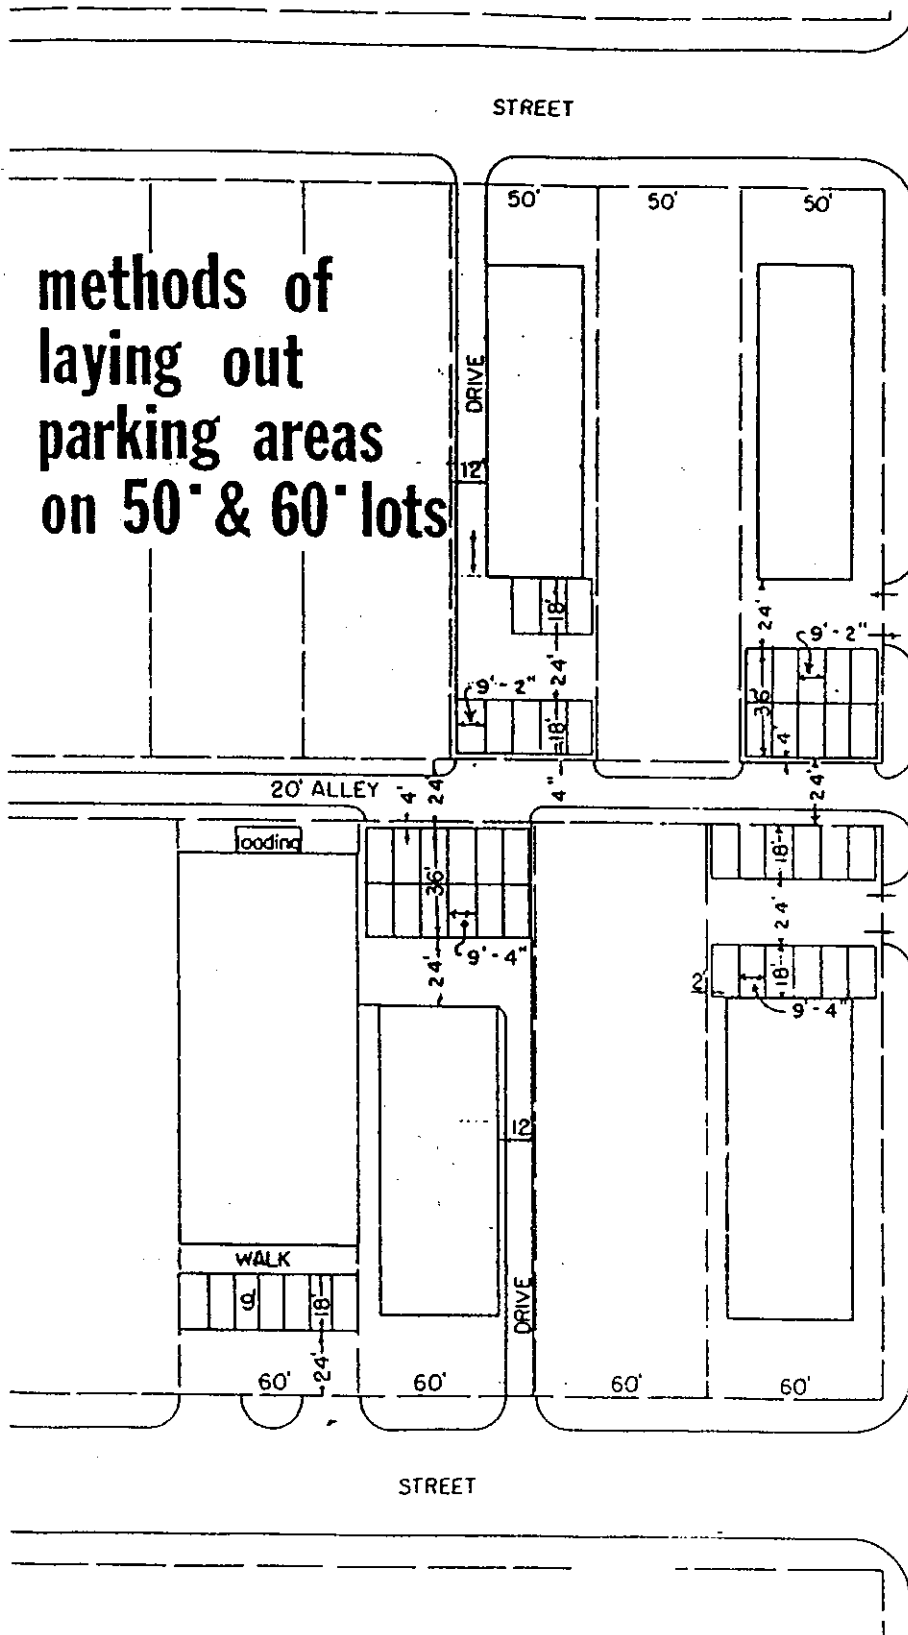 STREET
50' 50' 50'
methods of
laying out
parking areas
on 50' & 60' lots
DRIVE
12'
18'
24'
9'-2"
18'
24'
9'-2"
36'
4'
20' ALLEY
4'
24'
4"
24'
loading
36'
9'-4"
24'
18'
24'
2'
18'
9'-4"
12
WALK
9'
18'
DRIVE
24'
60' 60' 60' 60'
STREET